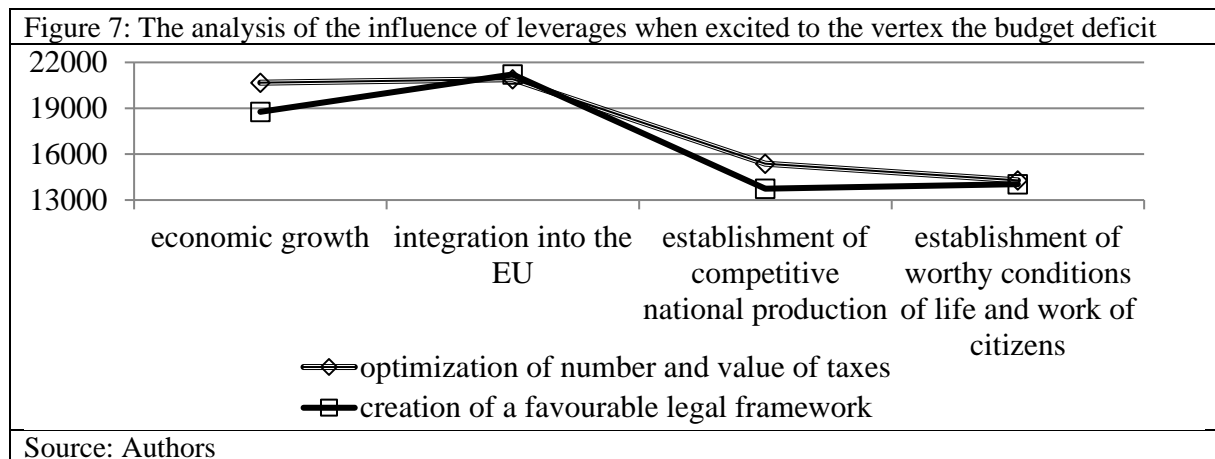 Figure 7: The analysis of the influence of leverages when excited to the vertex the budget deficit
22000
19000
16000
13000
economic growth
integration into the
EU
establishment of
competitive
national production
establishment of
worthy conditions
of life and work of
citizens
optimization of number and value of taxes
creation of a favourable legal framework
Source: Authors